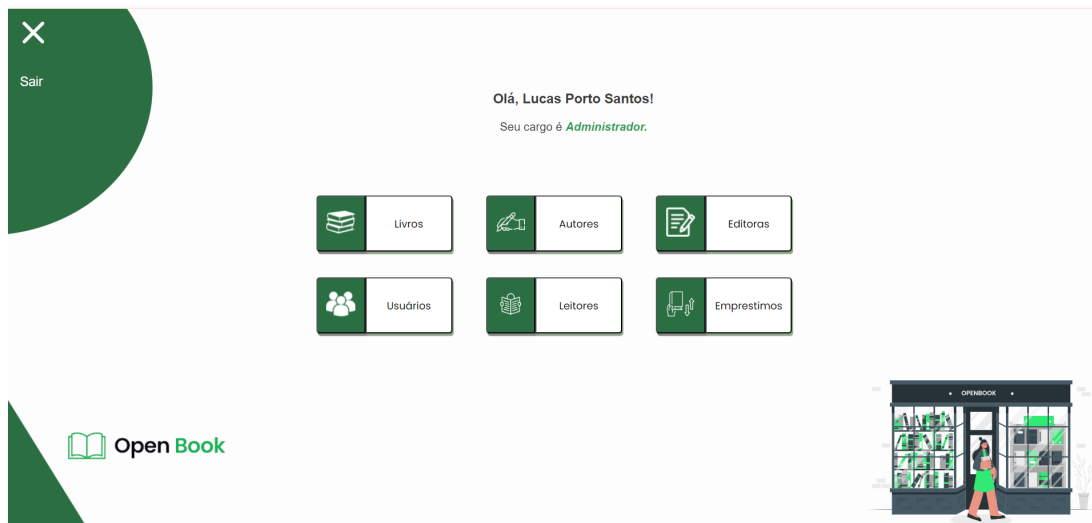 Sair
Olá, Lucas Porto Santos!
Seu cargo é Administrador.
Livros
Autores
Editoras
Usuários
Leitores
Emprestimos
OPENBOOK
Open Book